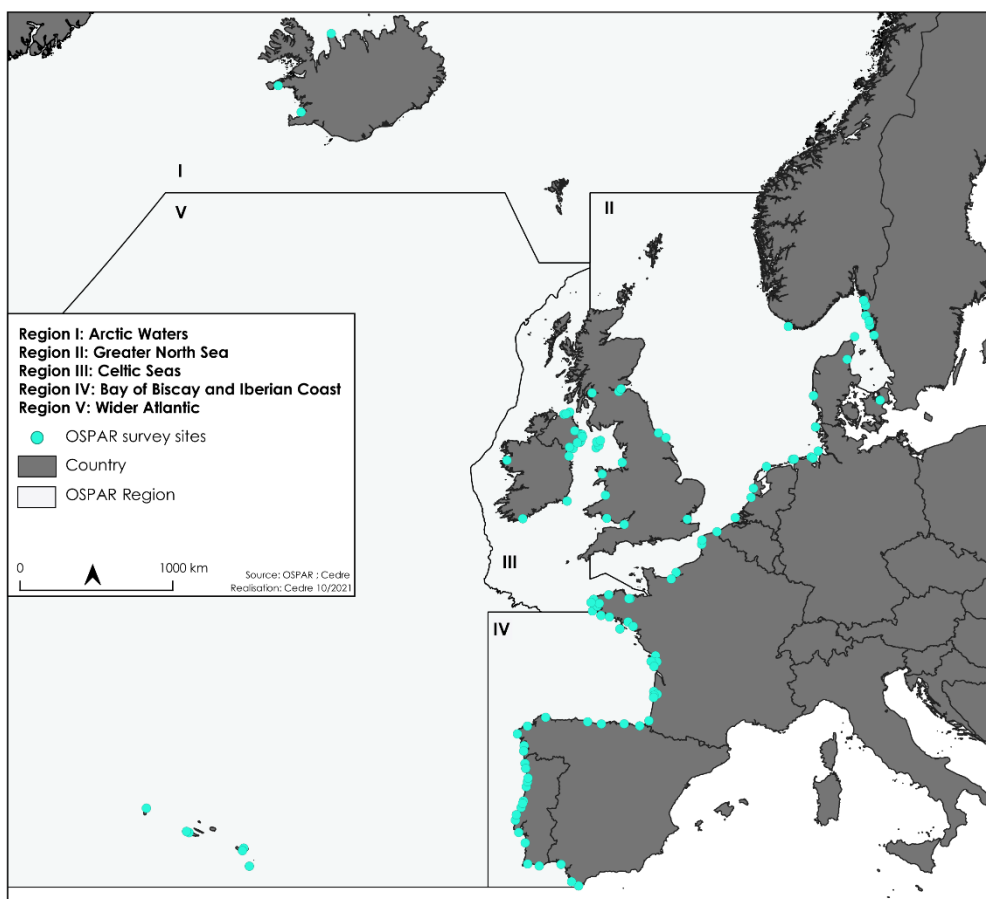 I
V
II
Region I: Arctic Waters
Region II: Greater North Sea
Region III: Celtic Seas
Region IV: Bay of Biscay and Iberian Coast
Region V: Wider Atlantic
OSPAR survey sites
Country
OSPAR Region
0 1000 km
Source: OSPAR ; Cedre
Realisation: Cedre 10/2021
III
IV